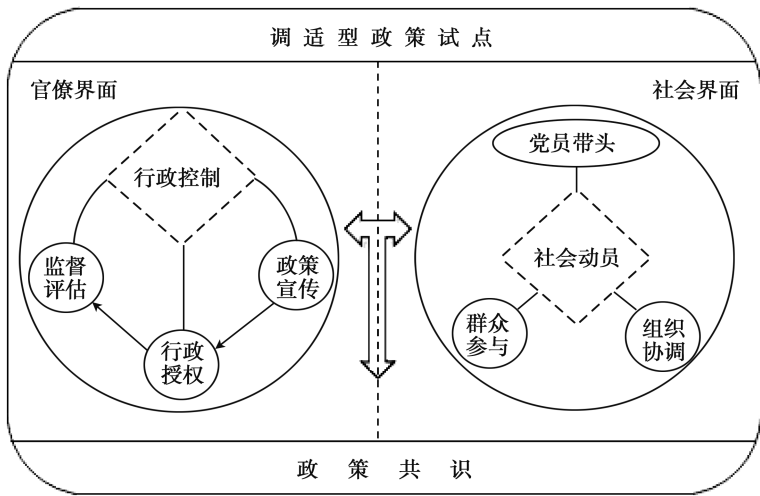 调适型政策试点
官僚界面
社会界面
行政控制
监督
评估
政策
宣传
行政
授权
党员带头
社会动员
群众
参与
组织
协调
政策共识